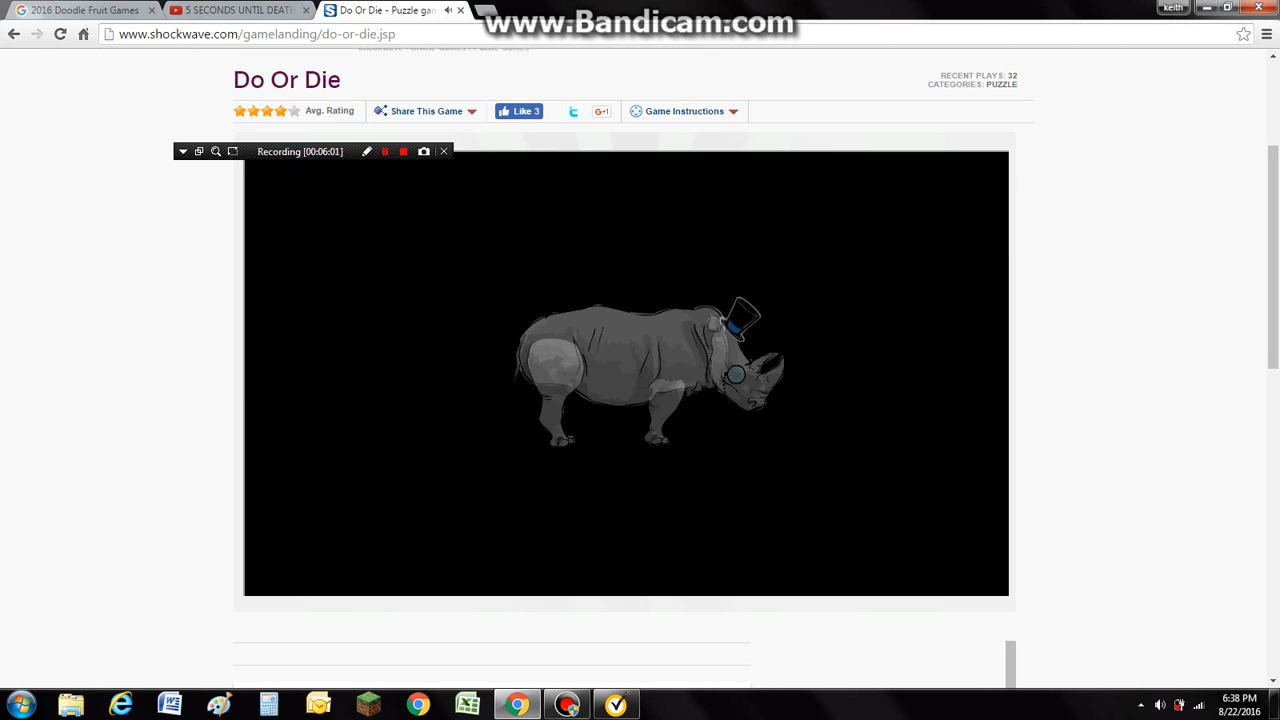 2016 Doodle Fruit Games
5 SECONDS UNTIL DEATH
Do Or Die - Puzzle gam
www.Bandicam.com
keith
www.shockwave.com/gamelanding/do-or-die.jsp
Do Or Die
RECENT PLAYS: 32
CATEGORIES: PUZZLE
Avg. Rating
Share This Game
Like 3
G+1
Game Instructions
Recording [00:06:01]
6:38 PM
8/22/2016